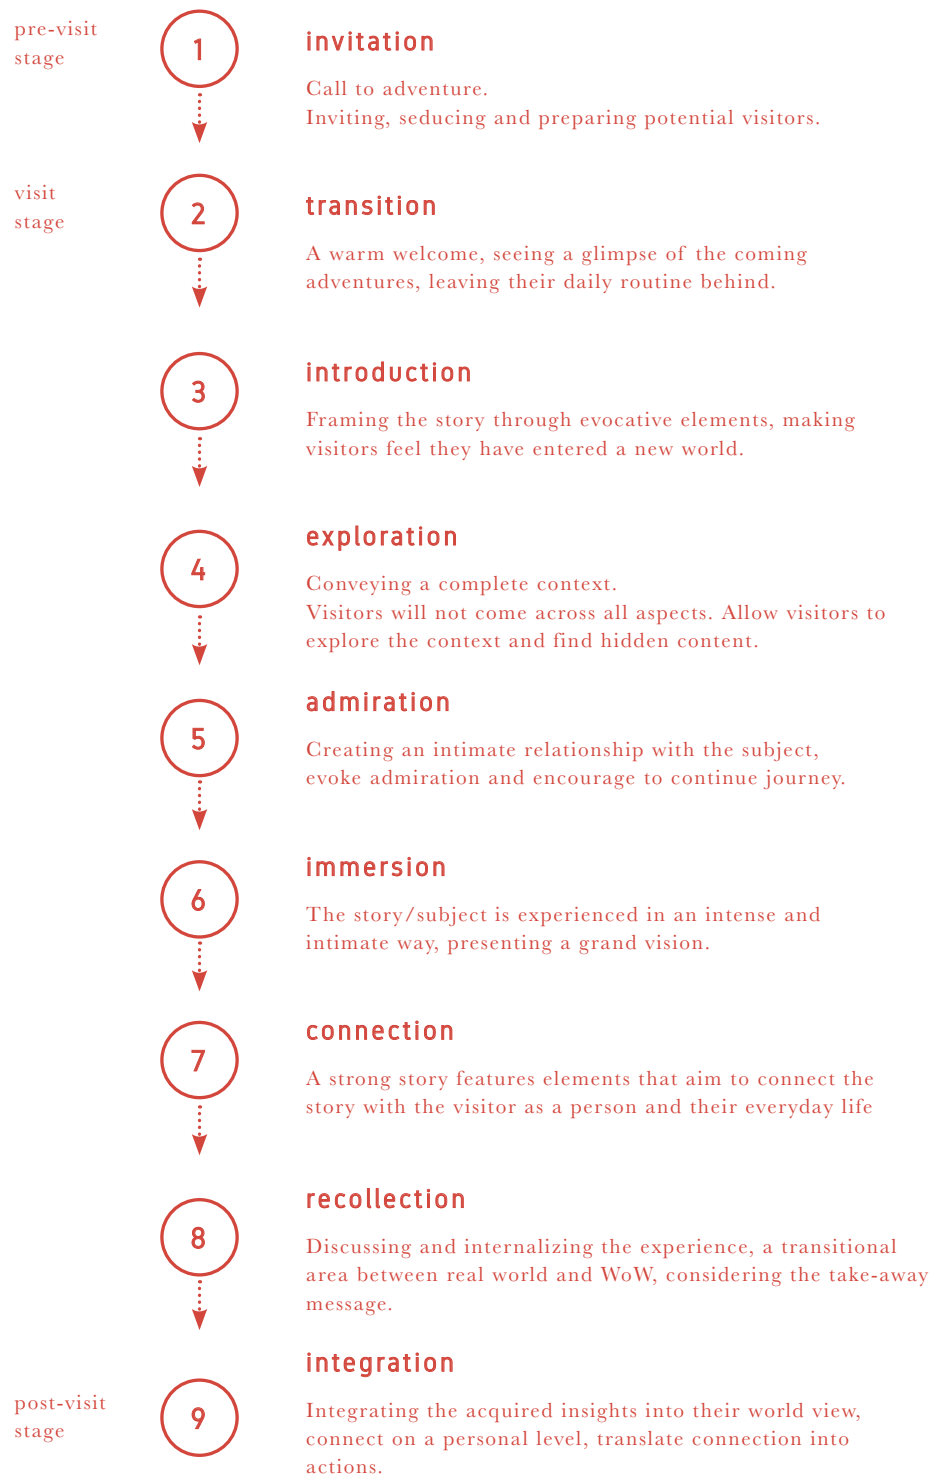 pre-visit
stage
1
invitation
Call to adventure.
Inviting, seducing and preparing potential visitors.
visit
stage
2
transition
A warm welcome, seeing a glimpse of the coming
adventures, leaving their daily routine behind.
3
introduction
Framing the story through evocative elements, making
visitors feel they have entered a new world.
4
exploration
Conveying a complete context.
Visitors will not come across all aspects. Allow visitors to
explore the context and find hidden content.
5
admiration
Creating an intimate relationship with the subject,
evoke admiration and encourage to continue journey.
6
immersion
The story/subject is experienced in an intense and
intimate way, presenting a grand vision.
7
connection
A strong story features elements that aim to connect the
story with the visitor as a person and their everyday life
8
recollection
Discussing and internalizing the experience, a transitional
area between real world and WoW, considering the take-away
message.
post-visit
stage
9
integration
Integrating the acquired insights into their world view,
connect on a personal level, translate connection into
actions.